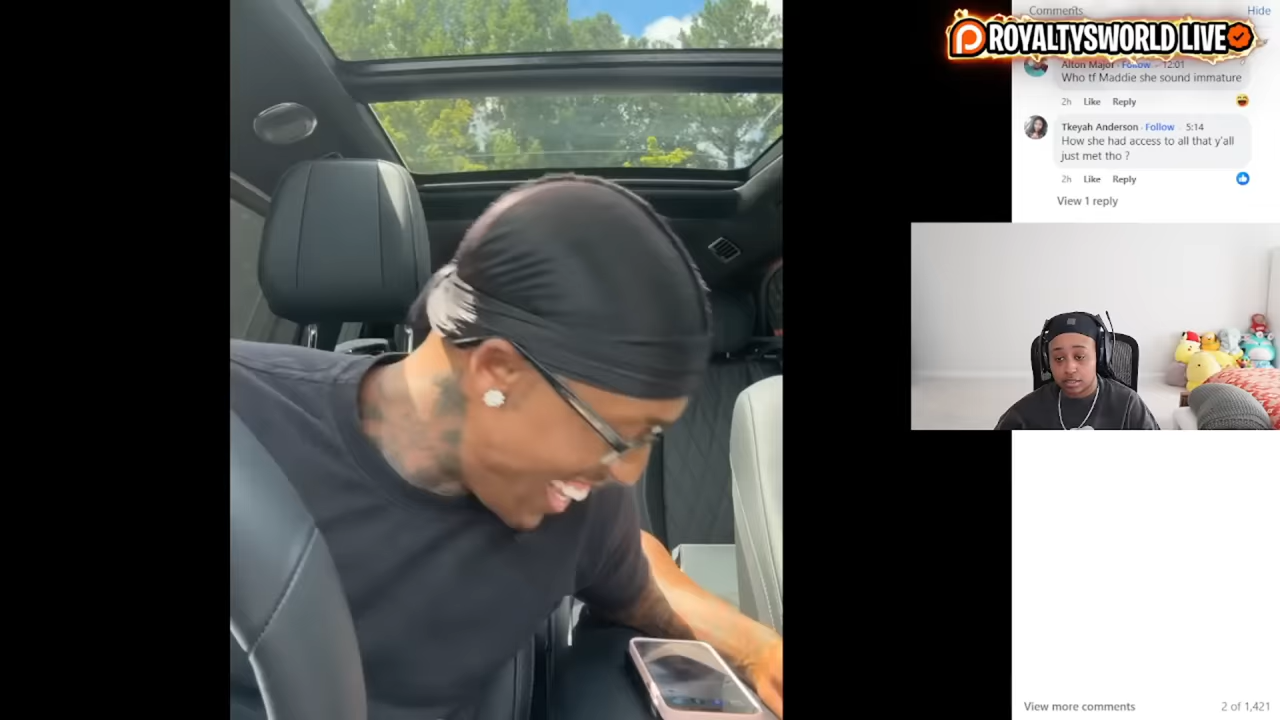 Comments
Hide
ROYALTYSWORLD LIVE
Alton Major · Follow · 12:01
Who tf Maddie she sound immature
2h Like Reply
Tkeyah Anderson · Follow · 5:14
How she had access to all that y'all
just met tho ?
2h Like Reply
View 1 reply
View more comments
2 of 1,421